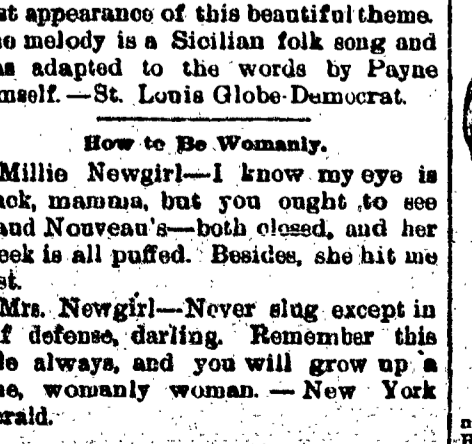 st appearance of this beautiful theme.
ne melody is a Sicilian folk song and
as adapted to the words by Payne
mself.—St. Louis Globe-Democrat.
How to Be Womanly.
Millie Newgirl—I know my eye is
ack, mamma, but you ought to see
aud Nouveau's—both closed, and her
eek is all puffed. Besides, she hit me
st.
Mrs. Newgirl—Never slug except in
lf defense, darling. Remember this
le always, and you will grow up a
ne, womanly woman.—New York
erald.